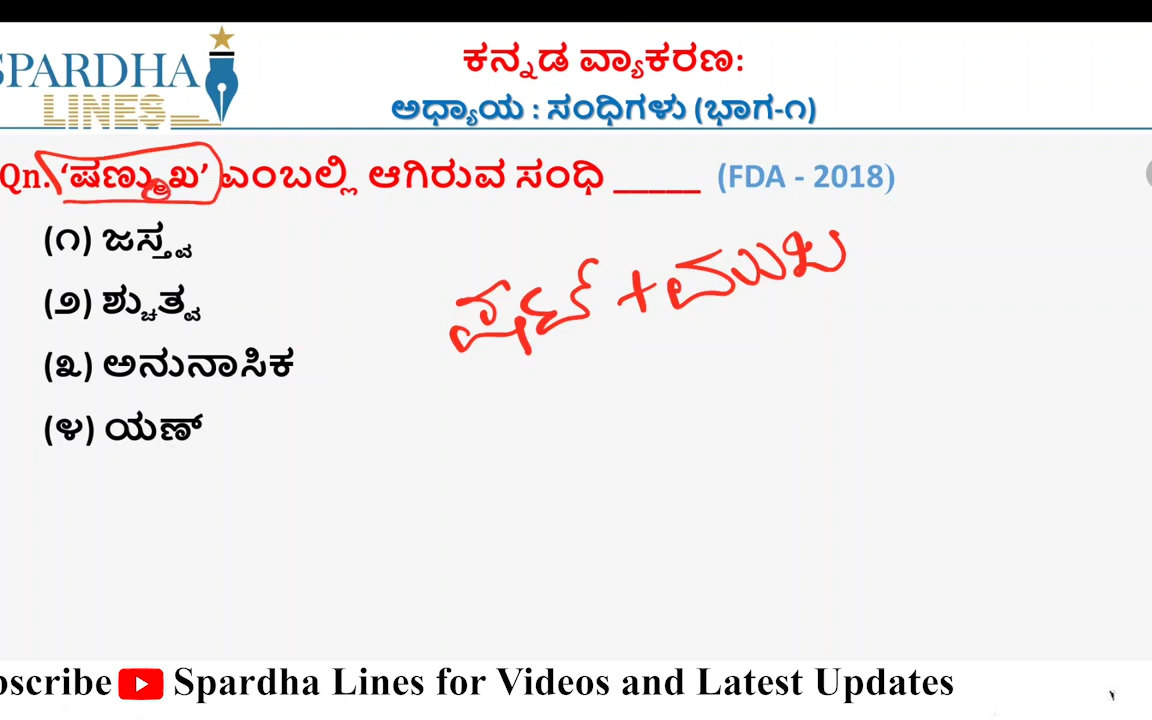 SPARDHA
LINES
ಕನ್ನಡ ವ್ಯಾಕರಣ:
ಅಧ್ಯಾಯ : ಸಂಧಿಗಳು (ಭಾಗ-೧)
Qn. ‘ಷಣ್ಮುಖ’ ಎಂಬಲ್ಲಿ ಆಗಿರುವ ಸಂಧಿ _____ (FDA - 2018)
(೧) ಜಸ್ತ್ವ
(೨) ಶ್ಚುತ್ವ
(೩) ಅನುನಾಸಿಕ
(೪) ಯಣ್
ಷಟ್ + ಮುಖ
bscribe Spardha Lines for Videos and Latest Updates